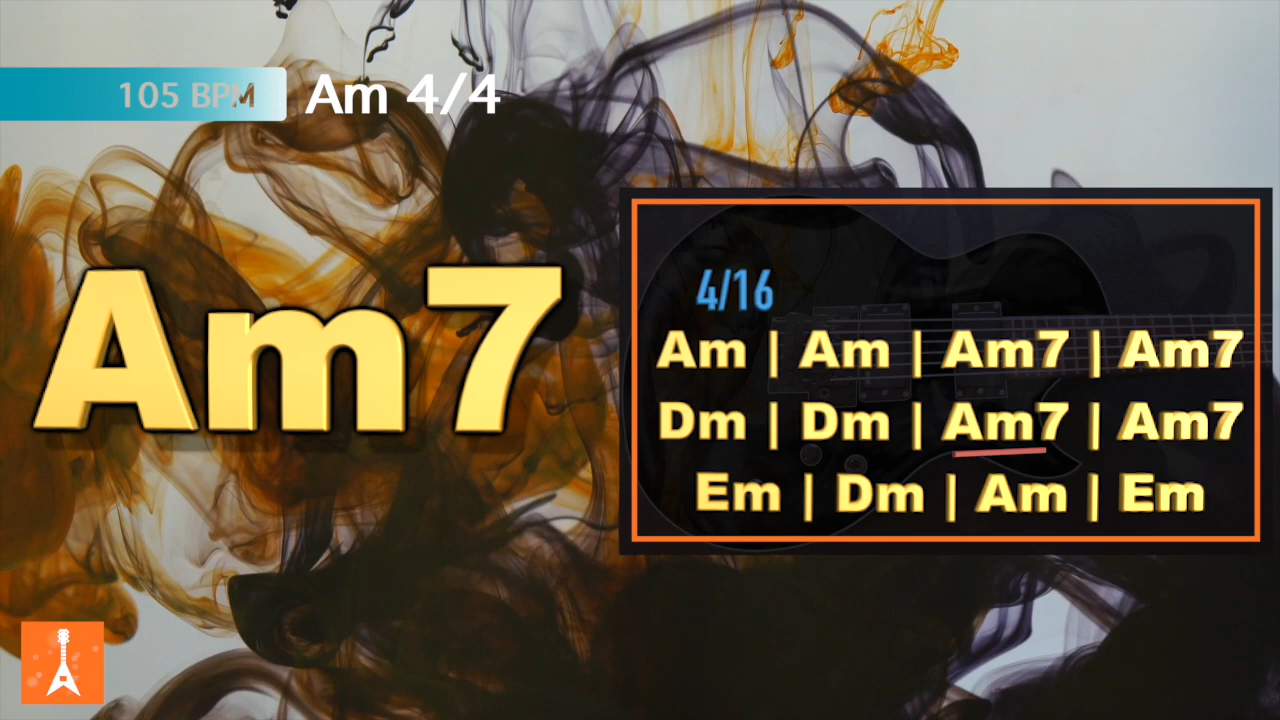 105 BPM Am 4/4
Am7
4/16
Am | Am | Am7 | Am7
Dm | Dm | Am7 | Am7
Em | Dm | Am | Em